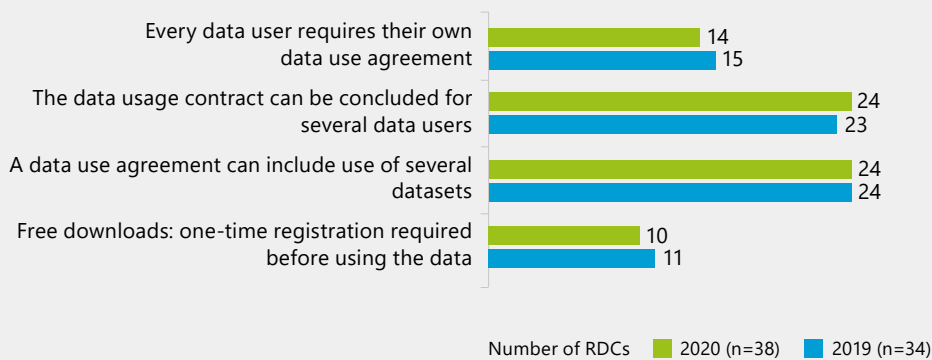 Every data user requires their own
data use agreement
14
15
The data usage contract can be concluded for
several data users
24
23
A data use agreement can include use of several
datasets
24
24
Free downloads: one-time registration required
before using the data
10
11
Number of RDCs 2020 (n=38) 2019 (n=34)